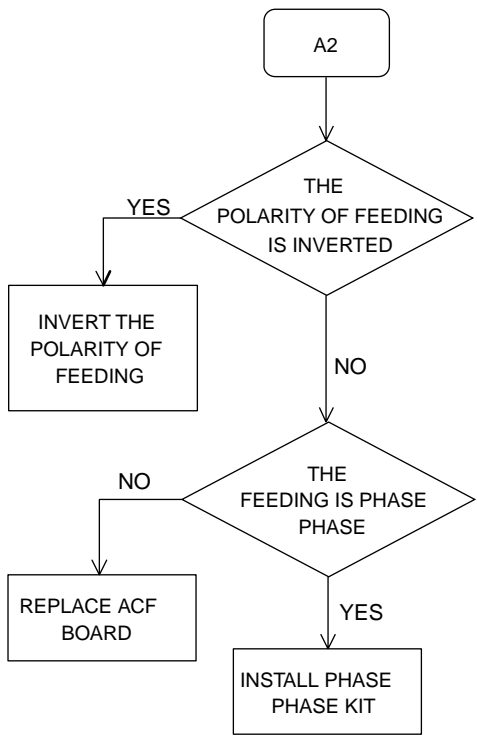 A2
THE
POLARITY OF FEEDING
IS INVERTED
YES
INVERT THE
POLARITY OF
FEEDING
NO
THE
FEEDING IS PHASE
PHASE
NO
REPLACE ACF
BOARD
YES
INSTALL PHASE
PHASE KIT